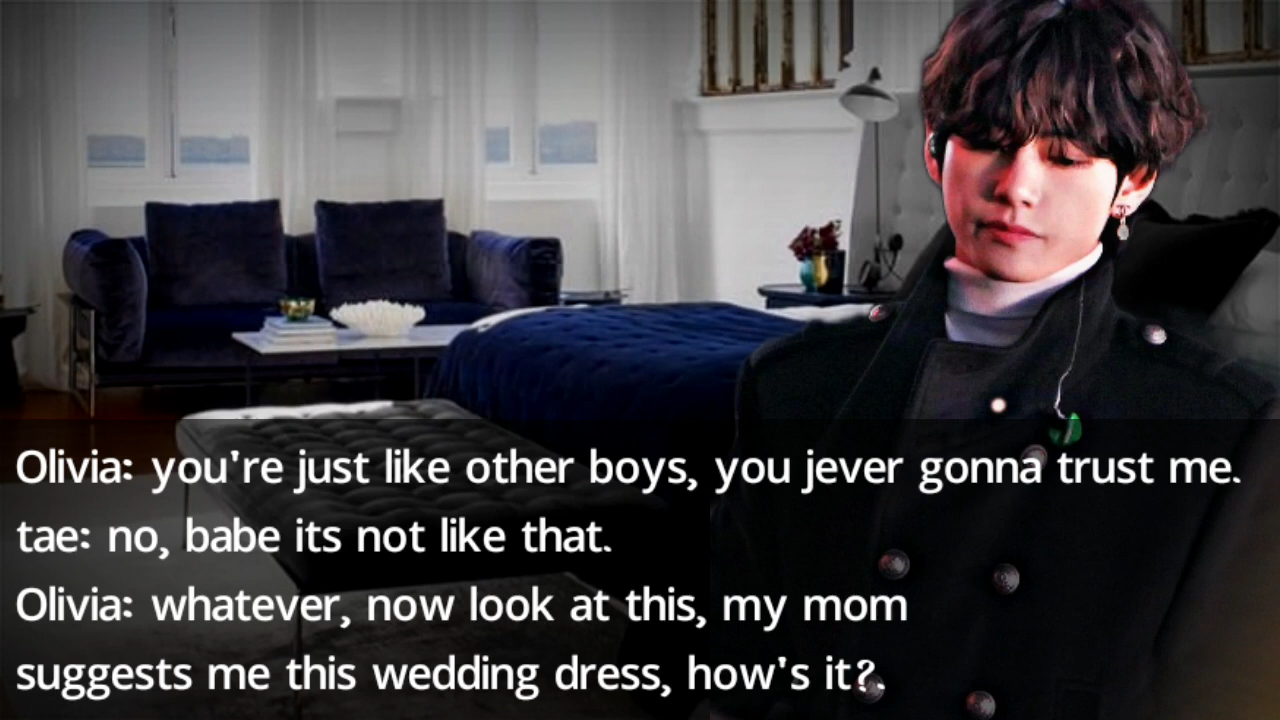 Olivia: you're just like other boys, you jever gonna trust me.
tae: no, babe its not like that.
Olivia: whatever, now look at this, my mom
suggests me this wedding dress, how's it?.